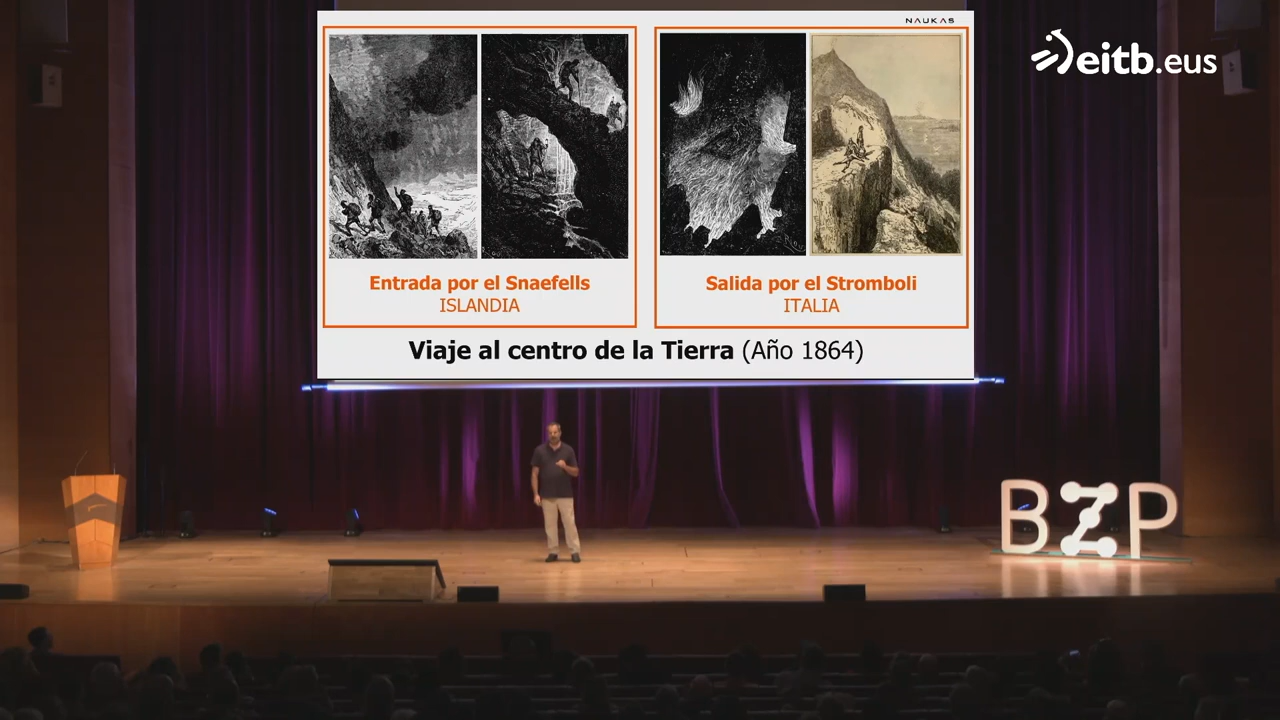 NAUKAS
eitb.eus
Entrada por el Snaefells
ISLANDIA
Salida por el Stromboli
ITALIA
Viaje al centro de la Tierra (Año 1864)
BZP